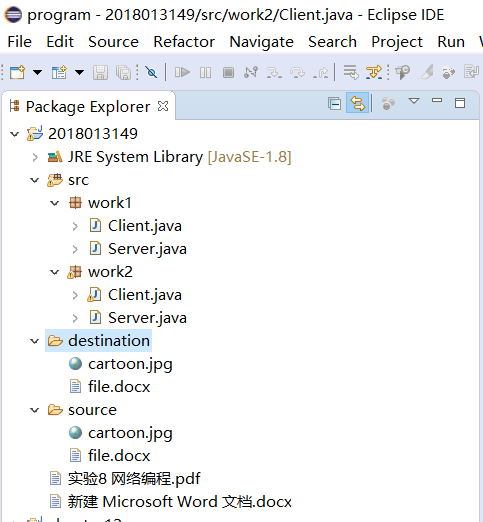 program - 2018013149/src/work2/Client.java - Eclipse IDE
File Edit Source Refactor Navigate Search Project Run
Package Explorer
2018013149
JRE System Library [JavaSE-1.8]
src
work1
Client.java
Server.java
work2
Client.java
Server.java
destination
cartoon.jpg
file.docx
source
cartoon.jpg
file.docx
实验8 网络编程.pdf
新建 Microsoft Word 文档.docx